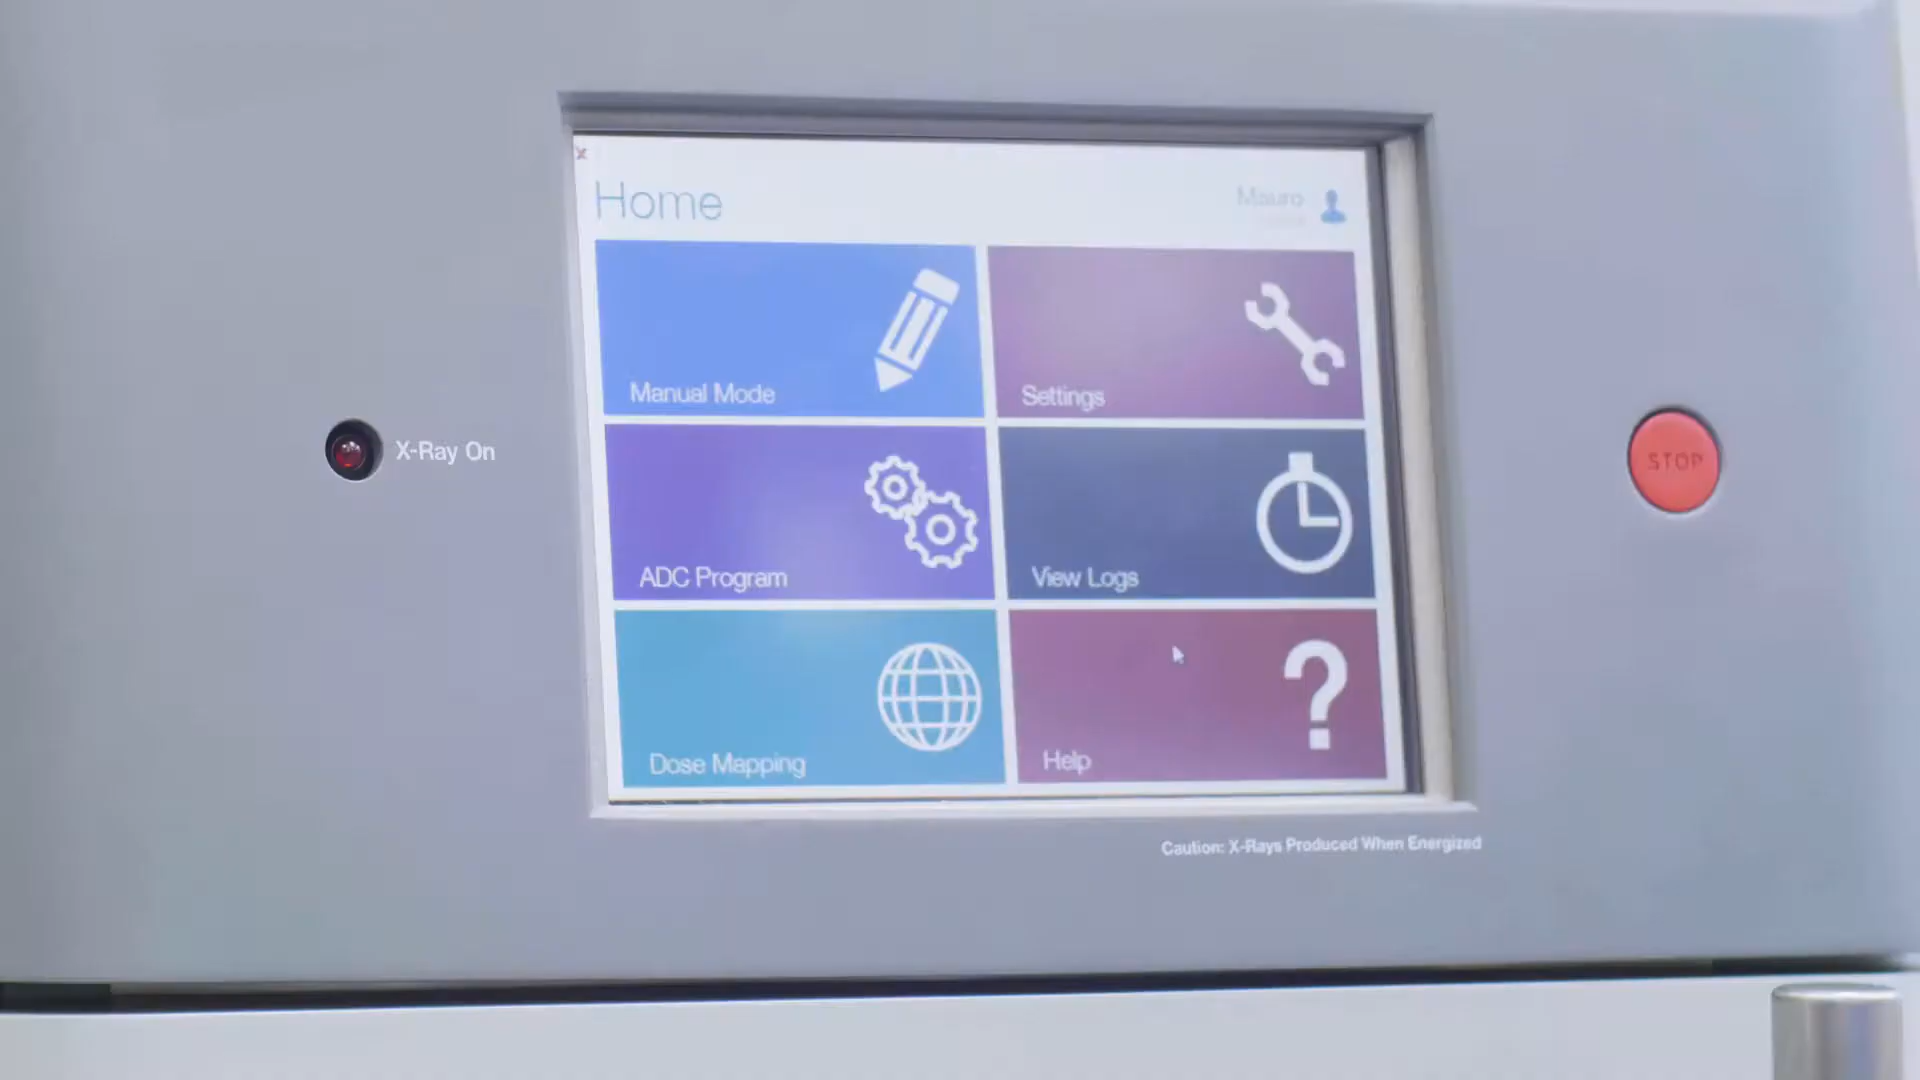 Home
Mauro
Manual Mode
Settings
X-Ray On
STOP
ADC Program
View Logs
Dose Mapping
Help
Caution: X-Rays Produced When Energized